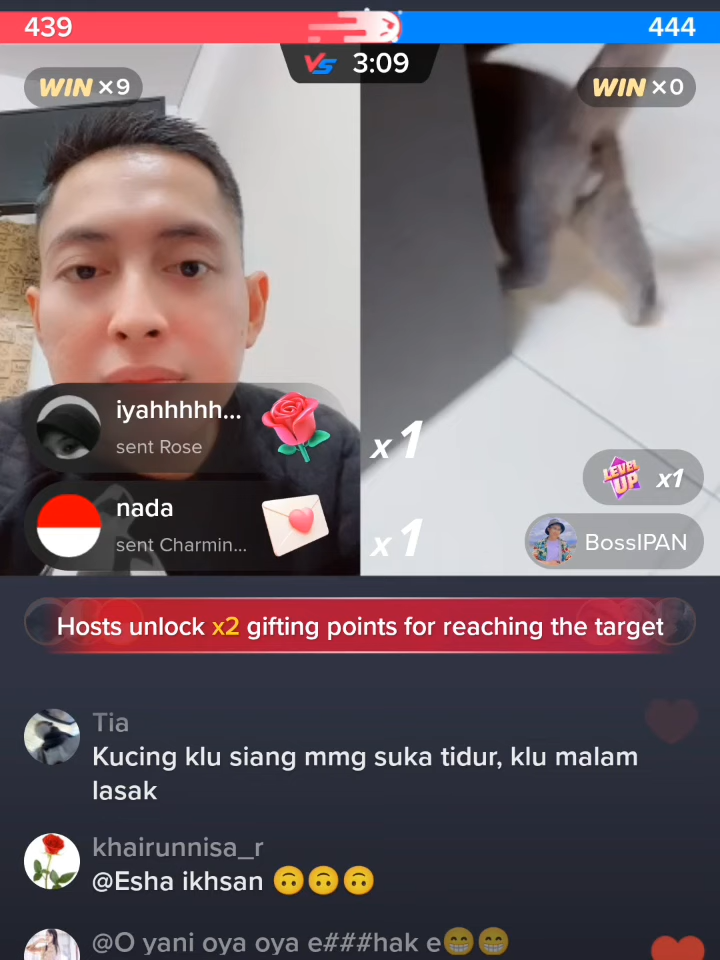 439
444
VS 3:09
WIN ×9
WIN ×0
iyahhhhh...
sent Rose
x1
LEVEL UP x1
nada
sent Charmin...
x1
BossIPAN
Hosts unlock x2 gifting points for reaching the target
Tia
Kucing klu siang mmg suka tidur, klu malam
lasak
khairunnisa_r
@Esha ikhsan 🙃🙃🙃
@O yani oya oya e###hak e😁😁